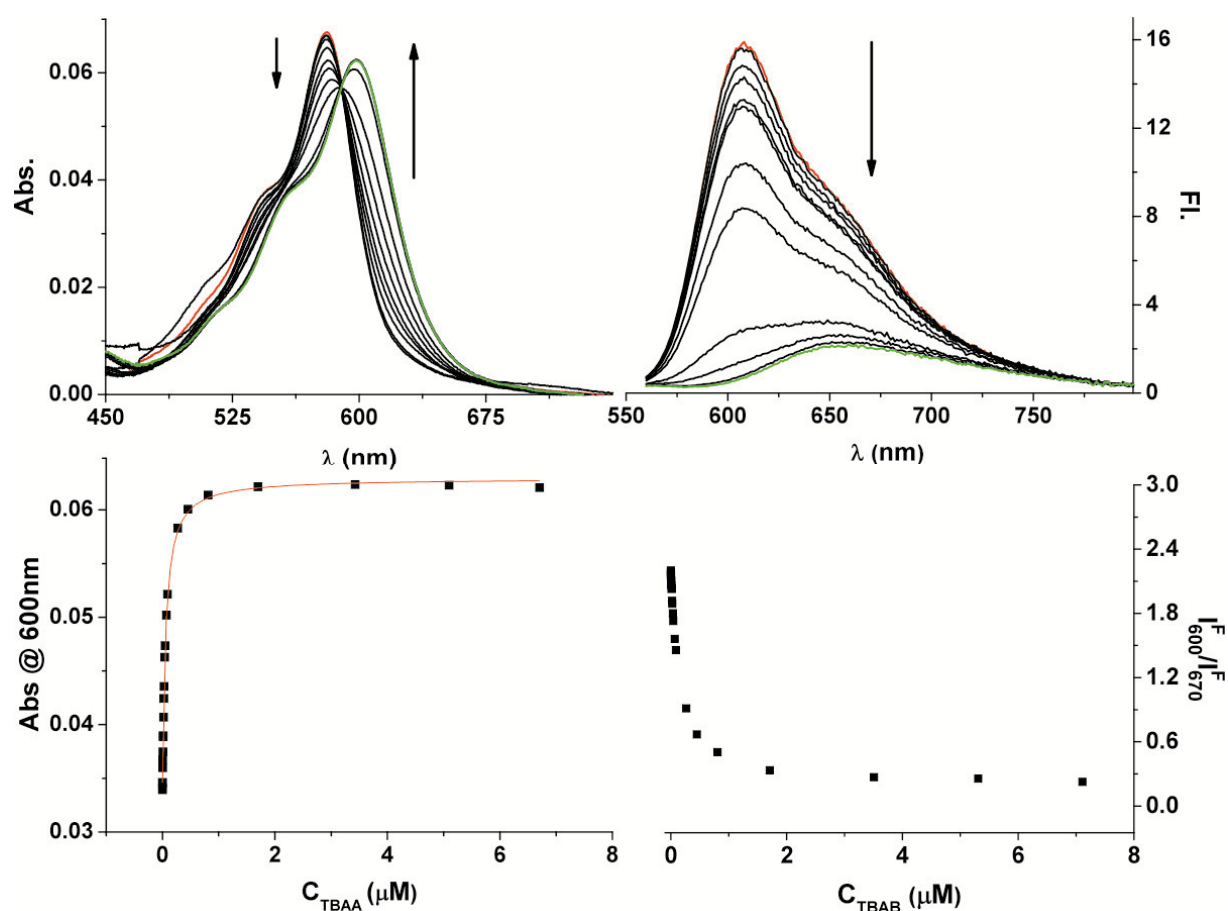 Abs.
0.06
0.04
0.02
0.00
450 525 600 675
λ (nm)
16
12
8
4
0
Fl.
550 600 650 700 750
λ (nm)
Abs @ 600nm
0.06
0.05
0.04
0.03
0 2 4 6 8
C_TBAA (μM)
3.0
2.4
1.8
1.2
0.6
0.0
I^F_600/I^F_670
0 2 4 6 8
C_TBAB (μM)